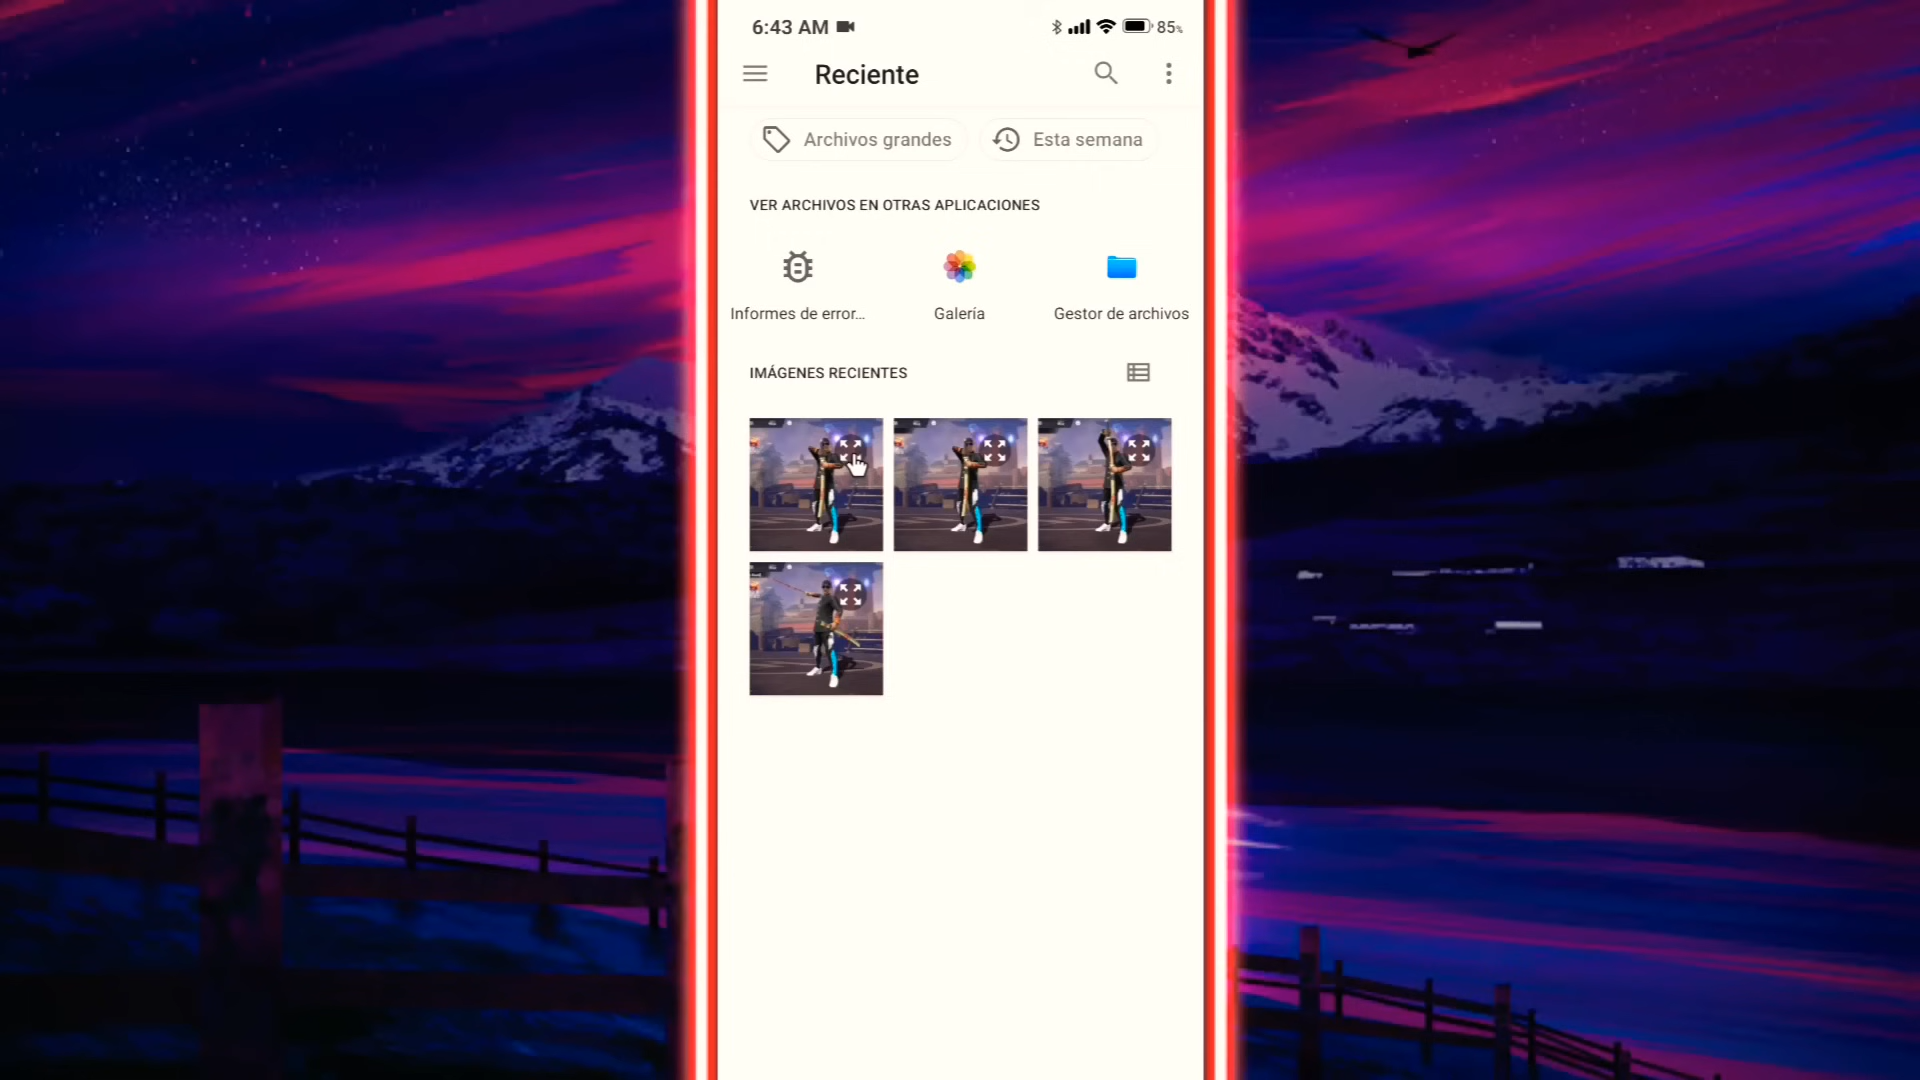 6:43 AM
85%
Reciente
Archivos grandes
Esta semana
VER ARCHIVOS EN OTRAS APLICACIONES
Informes de error...
Galería
Gestor de archivos
IMÁGENES RECIENTES